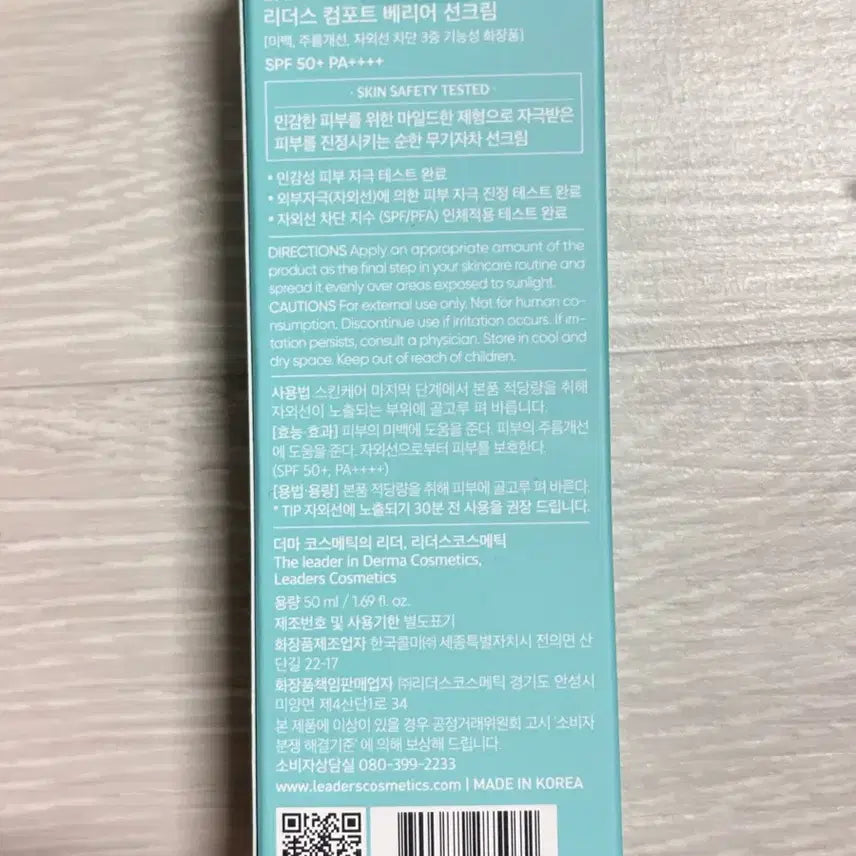 리더스 컴포트 베리어 선크림
[미백, 주름개선, 자외선 차단 3중 기능성 화장품]
SPF 50+ PA++++
· SKIN SAFETY TESTED ·
민감한 피부를 위한 마일드한 제형으로 자극받은
피부를 진정시키는 순한 무기자차 선크림
• 민감성 피부 자극 테스트 완료
• 외부자극(자외선)에 의한 피부 자극 진정 테스트 완료
• 자외선 차단 지수 (SPF/PFA) 인체적용 테스트 완료
DIRECTIONS Apply an appropriate amount of the
product as the final step in your skincare routine and
spread it evenly over areas exposed to sunlight.
CAUTIONS For external use only. Not for human co-
nsumption. Discontinue use if irritation occurs. If irri-
tation persists, consult a physician. Store in cool and
dry space. Keep out of reach of children.
사용법 스킨케어 마지막 단계에서 본품 적당량을 취해
자외선이 노출되는 부위에 골고루 펴 바릅니다.
[효능·효과] 피부의 미백에 도움을 준다. 피부의 주름개선
에 도움을 준다. 자외선으로부터 피부를 보호한다.
(SPF 50+, PA++++)
[용법·용량] 본품 적당량을 취해 피부에 골고루 펴 바른다.
* TIP 자외선에 노출되기 30분 전 사용을 권장 드립니다.
더마 코스메틱의 리더, 리더스코스메틱
The leader in Derma Cosmetics,
Leaders Cosmetics
용량 50 ml / 1.69 fl. oz.
제조번호 및 사용기한 별도표기
화장품제조업자 한국콜마㈜ 세종특별자치시 전의면 산
단길 22-17
화장품책임판매업자 ㈜리더스코스메틱 경기도 안성시
미양면 제4산단1로 34
본 제품에 이상이 있을 경우 공정거래위원회 고시 '소비자
분쟁 해결기준' 에 의해 보상해 드립니다.
소비자상담실 080-399-2233
www.leaderscosmetics.com | MADE IN KOREA